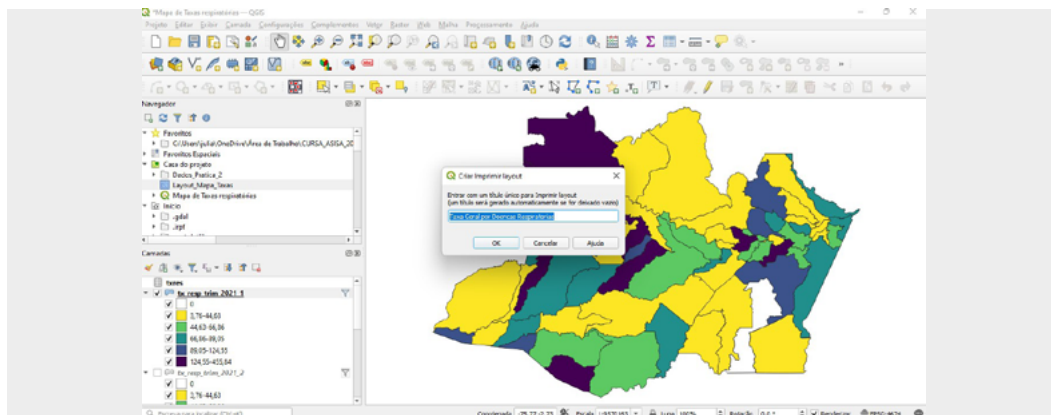 *Mapa de Taxas respiratórias — QGIS
Projeto Editar Exibir Camada Configurações Complementos Vetor Raster Web Malha Processamento Ajuda
Navegador
Favoritos
Favoritos Espaciais
Casa do projeto
Dados_Pratica_2
Layout_Mapa_Taxas
Mapa de Taxas respiratórias
Início
.gdal
Criar Imprimir layout
Entrar com um título único para Imprimir layout
(um título será gerado automaticamente se for deixado vazio)
Taxa Geral por Doenças Respiratórias
OK Cancelar Ajuda
Camadas
taxas
tx_resp_trim_2021_1
0
3,76-44,63
44,63-66,86
66,86-89,05
89,05-124,55
124,55-455,84
tx_resp_trim_2021_2
0
3,76-44,63
Coordenada Escala Lupa 100% Rotação 0,0 ° Renderizar